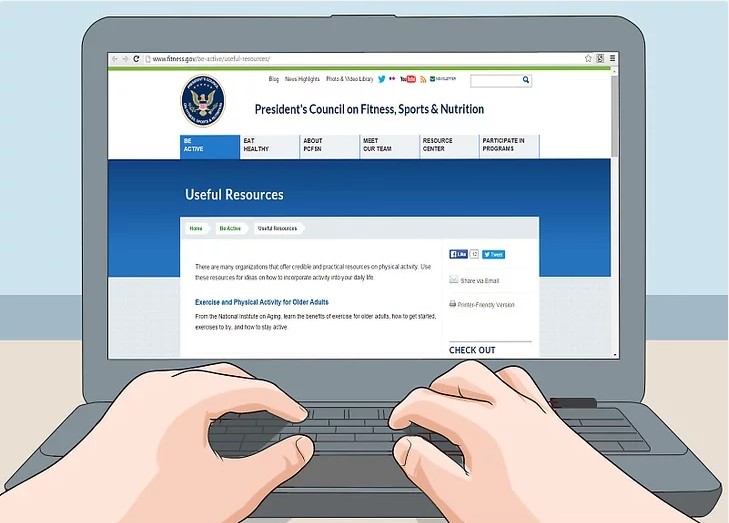 www.fitness.gov/be-active/useful-resources/
Blog News Highlights Photo & Video Library You Tube NEWSLETTER
President's Council on Fitness, Sports & Nutrition
BE ACTIVE
EAT HEALTHY
ABOUT PCFSN
MEET OUR TEAM
RESOURCE CENTER
PARTICIPATE IN PROGRAMS
Useful Resources
Home Be Active Useful Resources
Like 12 Tweet
There are many organizations that offer credible and practical resources on physical activity. Use
these resources for ideas on how to incorporate activity into your daily life.
Share via Email
Exercise and Physical Activity for Older Adults
Printer-Friendly Version
From the National Institute on Aging, learn the benefits of exercise for older adults, how to get started,
exercises to try, and how to stay active.
CHECK OUT